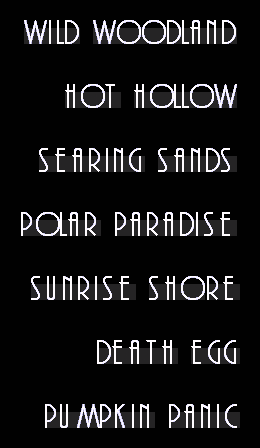 WILD WOODLAND
HOT HOLLOW
SEARING SANDS
POLAR PARADISE
SUNRISE SHORE
DEATH EGG
PUMPKIN PANIC